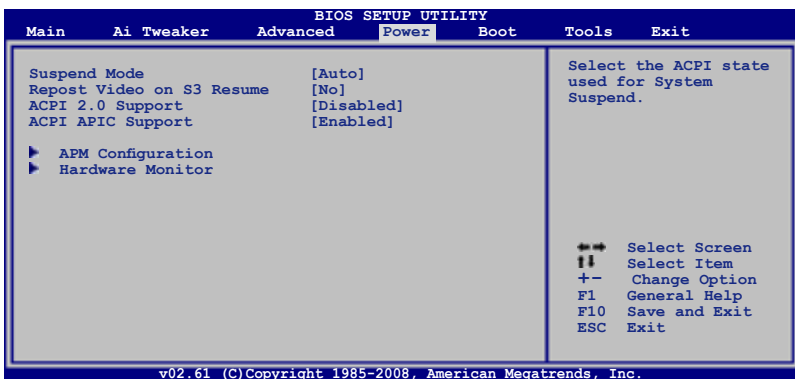 BIOS SETUP UTILITY
Main Ai Tweaker Advanced Power Boot Tools Exit
Suspend Mode [Auto]
Repost Video on S3 Resume [No]
ACPI 2.0 Support [Disabled]
ACPI APIC Support [Enabled]
APM Configuration
Hardware Monitor
Select the ACPI state
used for System
Suspend.
Select Screen
Select Item
+- Change Option
F1 General Help
F10 Save and Exit
ESC Exit
v02.61 (C)Copyright 1985-2008, American Megatrends, Inc.